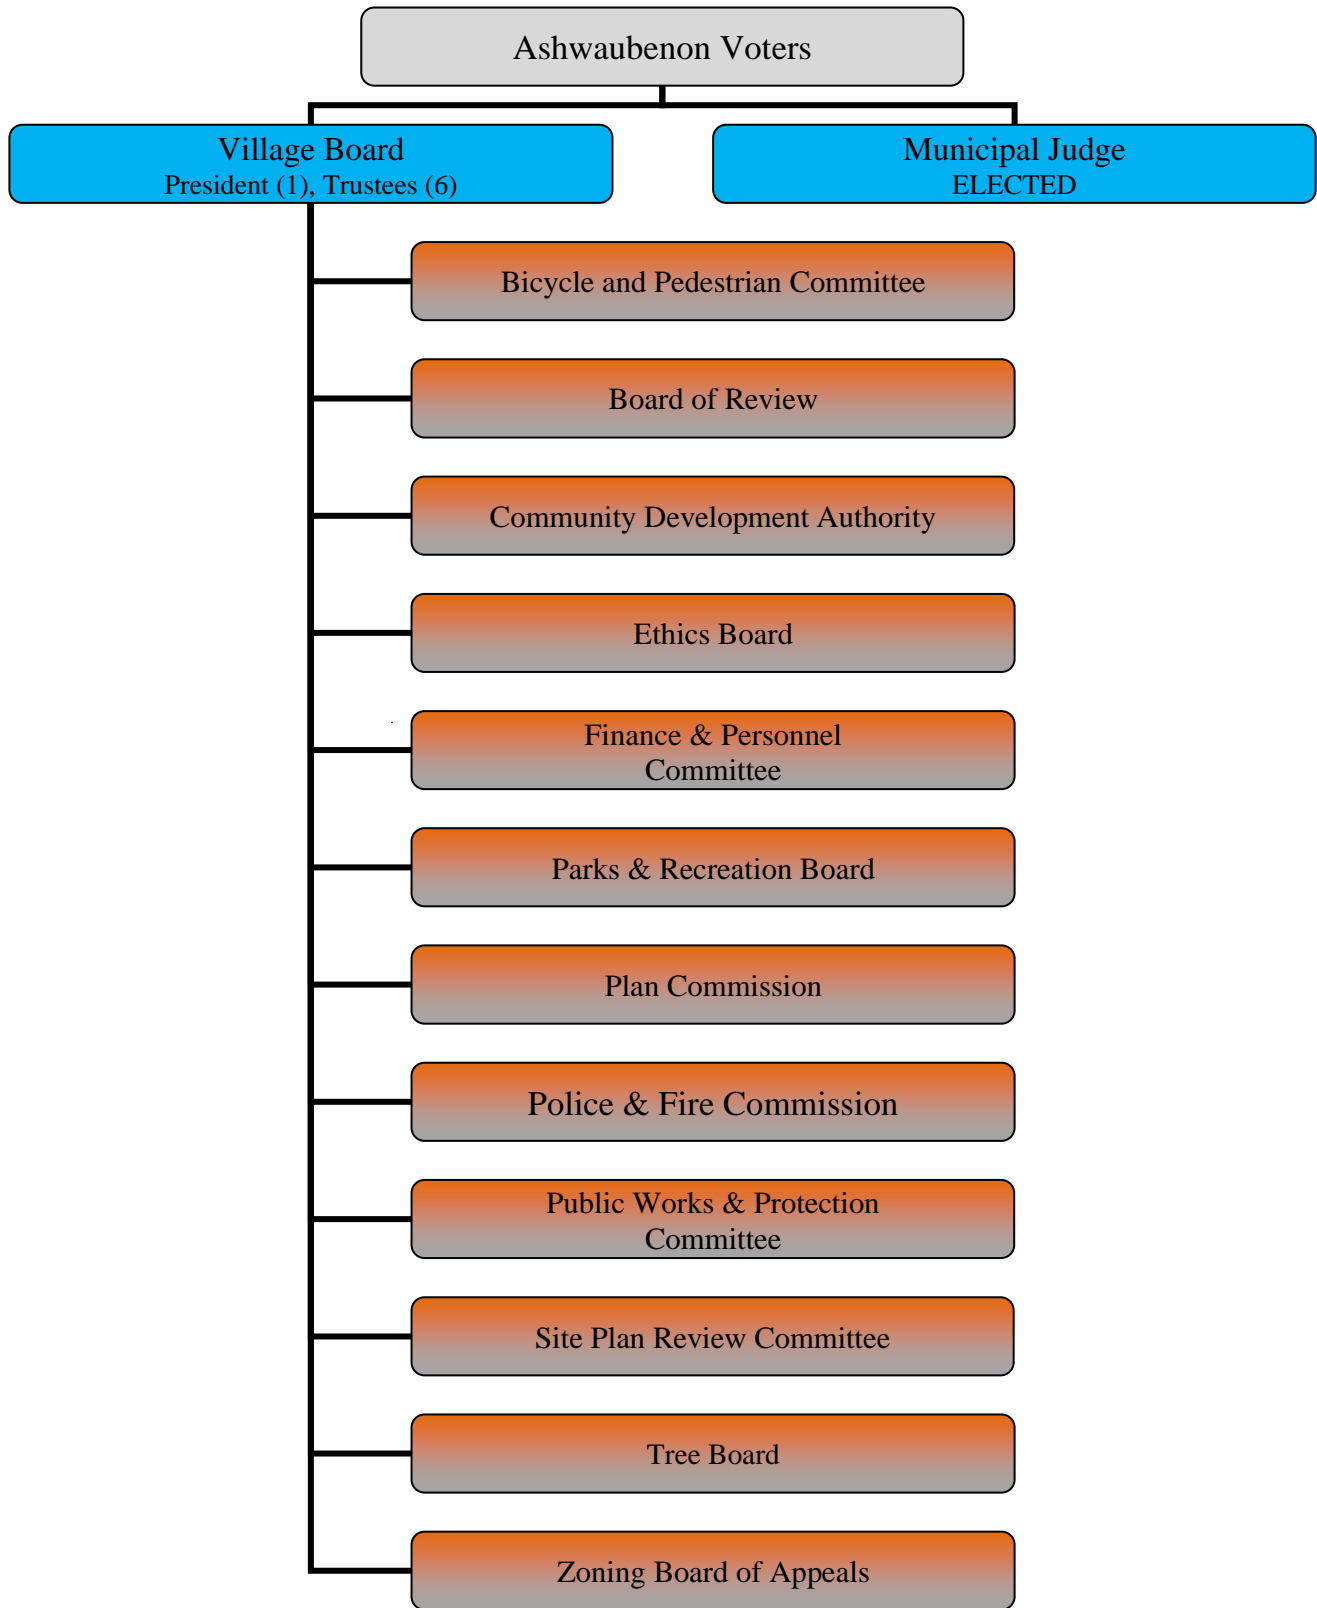 Ashwaubenon Voters
Village Board
President (1), Trustees (6)
Municipal Judge
ELECTED
Bicycle and Pedestrian Committee
Board of Review
Community Development Authority
Ethics Board
Finance & Personnel
Committee
Parks & Recreation Board
Plan Commission
Police & Fire Commission
Public Works & Protection
Committee
Site Plan Review Committee
Tree Board
Zoning Board of Appeals